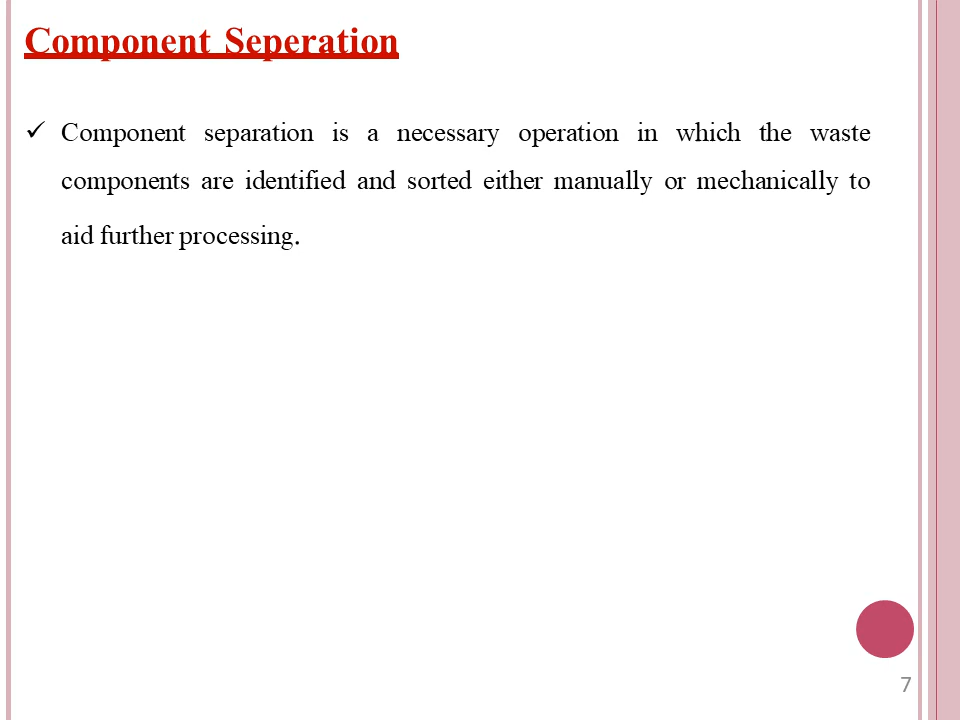 Component Seperation
✓ Component separation is a necessary operation in which the waste
components are identified and sorted either manually or mechanically to
aid further processing.
7